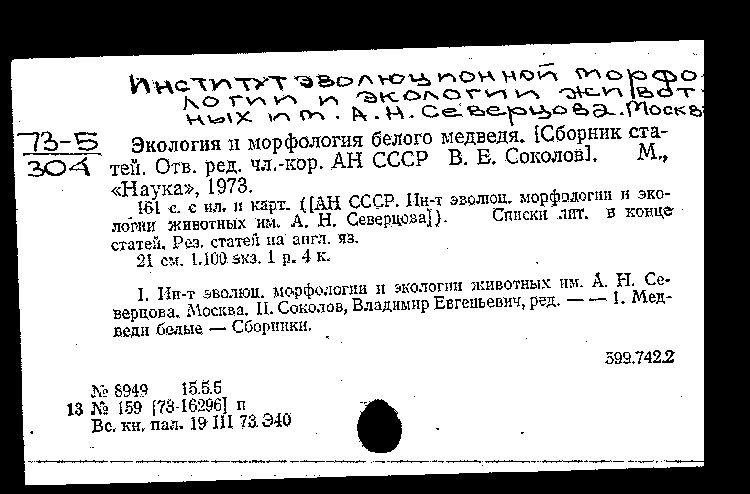 Институт эволюционной морфо
логии и экологии живот
ных им. А.Н. Северцова. Москв
73-5
304
Экология и морфология белого медведя. [Сборник ста-
тей. Отв. ред. чл.-кор. АН СССР В. Е. Соколов]. М.,
«Наука», 1973.
161 с. с ил. и карт. ([АН СССР. Ин-т эволюц. морфологии и эко-
логии животных им. А. Н. Северцова]). Списки лит. в конце
статей. Рез. статей на англ. яз.
21 см. 1.100 экз. 1 р. 4 к.
I. Ин-т эволюц. морфологии и экологии животных им. А. Н. Се-
верцова. Москва. II. Соколов, Владимир Евгеньевич, ред. — — 1. Мед-
веди белые — Сборники.
599.742.2
№ 8949 15.5.5
13 № 159 [73-16296] п
Вс. кн. пал. 19 III 73. Э40